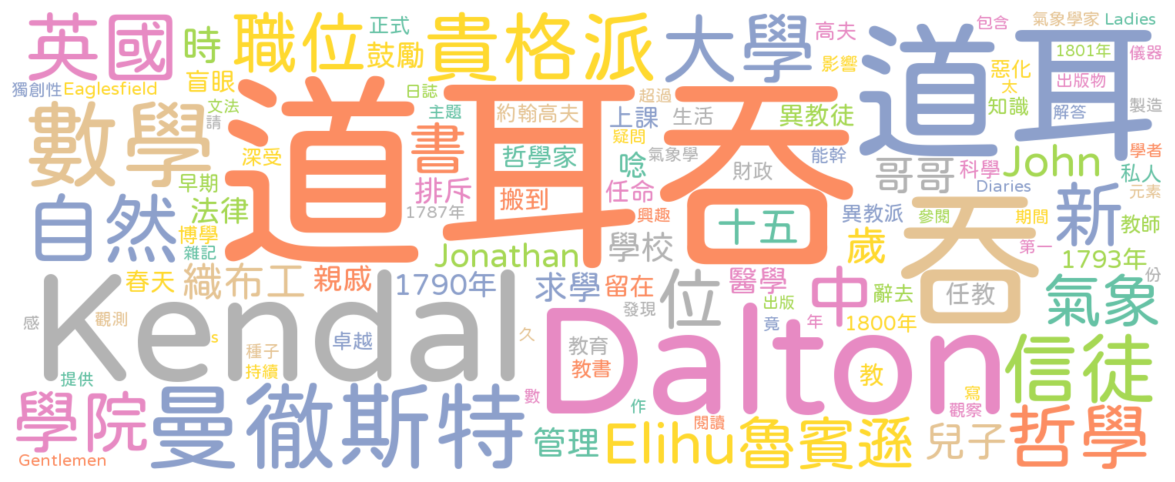 英國
時
職位
正式
鼓勵
貴格派
大學
高夫
影響
道耳
包含
氣象學家
Ladies
1801年
儀器
惡化
太
出版物
知識
解答
製造
獨創性
Eaglesfield
盲眼
日誌
主題
文法
請
數學
道耳吞
書
約翰高夫
超過
上課
生活
異教徒
疑問
深受
哲學家
唸
氣象學
財政
能幹
哥哥
科學
John
學者
私人
Diaries
元素
早期
排斥
搬到
任命
自然
法律
1787年
興趣
十五
異教派
吞
參閱
新
期間
教師
博學
雜記
Jonathan
學校
歲
第一
1793年
春天
織布工
親戚
1790年
求學
留在
位
醫學
中
辭去
任教
氣象
份
Kendal
發現
出版
竟
年
1800年
感
觀測
s
卓越
久
Dalton
信徒
種子
持續
教育
教書
教
提供
學院
曼徹斯特
數
作
寫
觀察
閱讀
Gentlemen
管理
Elihu
魯賓遜
兒子
哲學